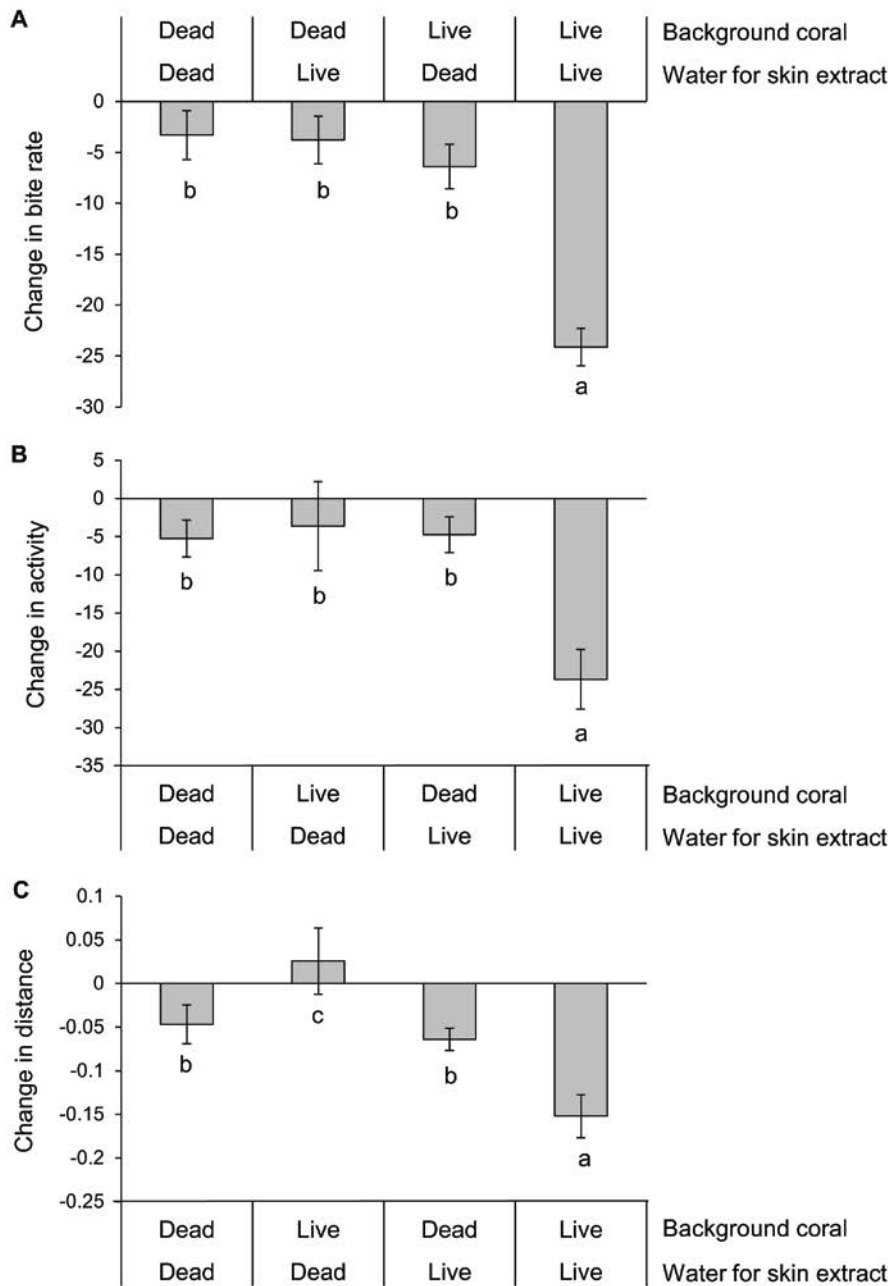 A
Dead Dead Live Live Background coral
Dead Live Dead Live Water for skin extract
0
-5
-10
-15
-20
-25
-30
Change in bite rate
b b b a
B
5
0
-5
-10
-15
-20
-25
-30
-35
Change in activity
b b b a
Dead Live Dead Live Background coral
Dead Dead Live Live Water for skin extract
C
0.1
0.05
0
-0.05
-0.1
-0.15
-0.2
-0.25
Change in distance
b c b a
Dead Live Dead Live Background coral
Dead Dead Live Live Water for skin extract